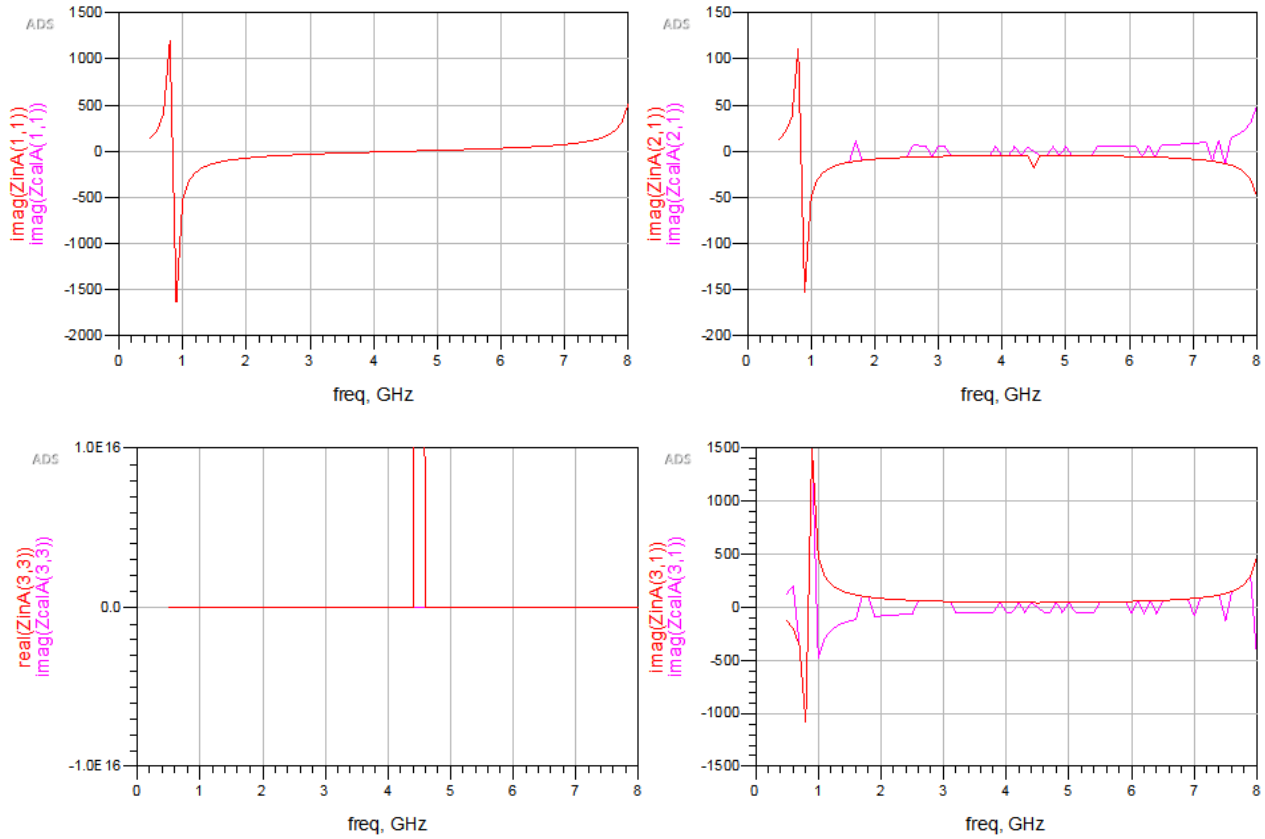 ADS
imag(ZinA(1,1))
imag(ZcalA(1,1))
1500
1000
500
0
-500
-1000
-1500
-2000
0 1 2 3 4 5 6 7 8
freq, GHz
ADS
imag(ZinA(2,1))
imag(ZcalA(2,1))
150
100
50
0
-50
-100
-150
-200
0 1 2 3 4 5 6 7 8
freq, GHz
ADS
real(ZinA(3,3))
imag(ZcalA(3,3))
1.0E16
0.0
-1.0E16
0 1 2 3 4 5 6 7 8
freq, GHz
ADS
imag(ZinA(3,1))
imag(ZcalA(3,1))
1500
1000
500
0
-500
-1000
-1500
0 1 2 3 4 5 6 7 8
freq, GHz